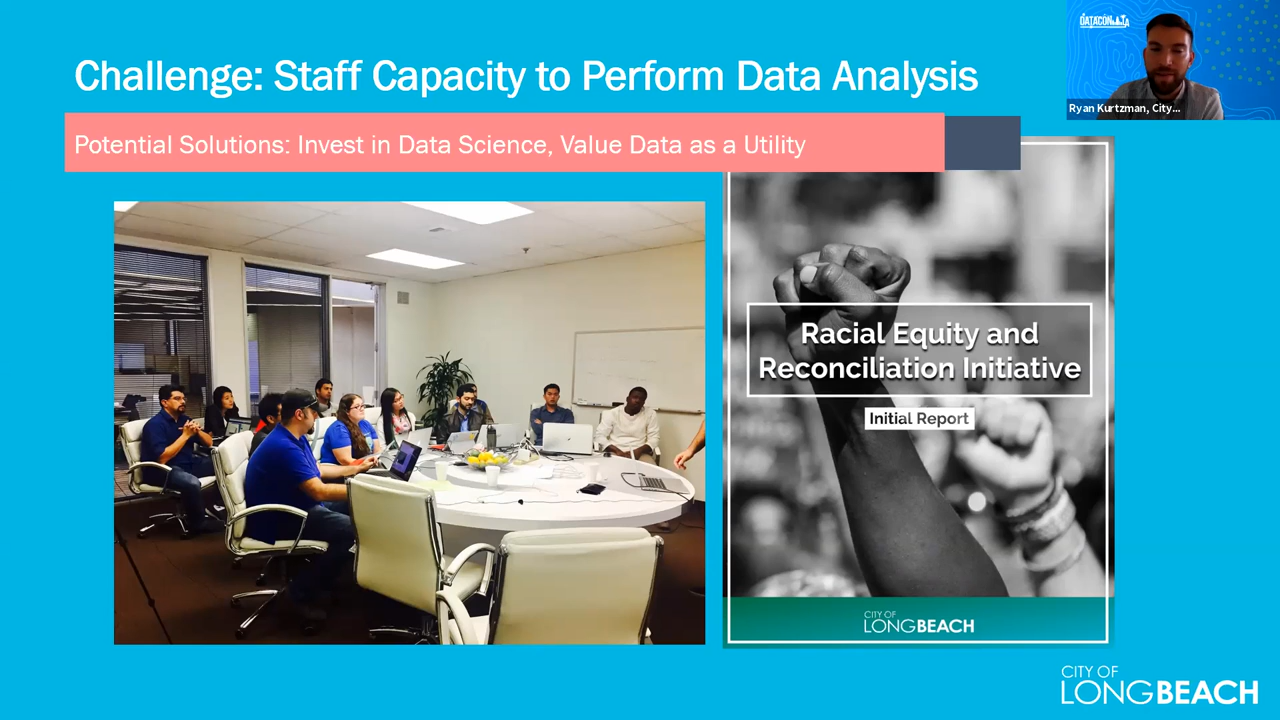 Challenge: Staff Capacity to Perform Data Analysis
DATACON.LA
Ryan Kurtzman, City...
Potential Solutions: Invest in Data Science, Value Data as a Utility
Racial Equity and
Reconciliation Initiative
Initial Report
CITY OF
LONGBEACH
CITY OF
LONGBEACH